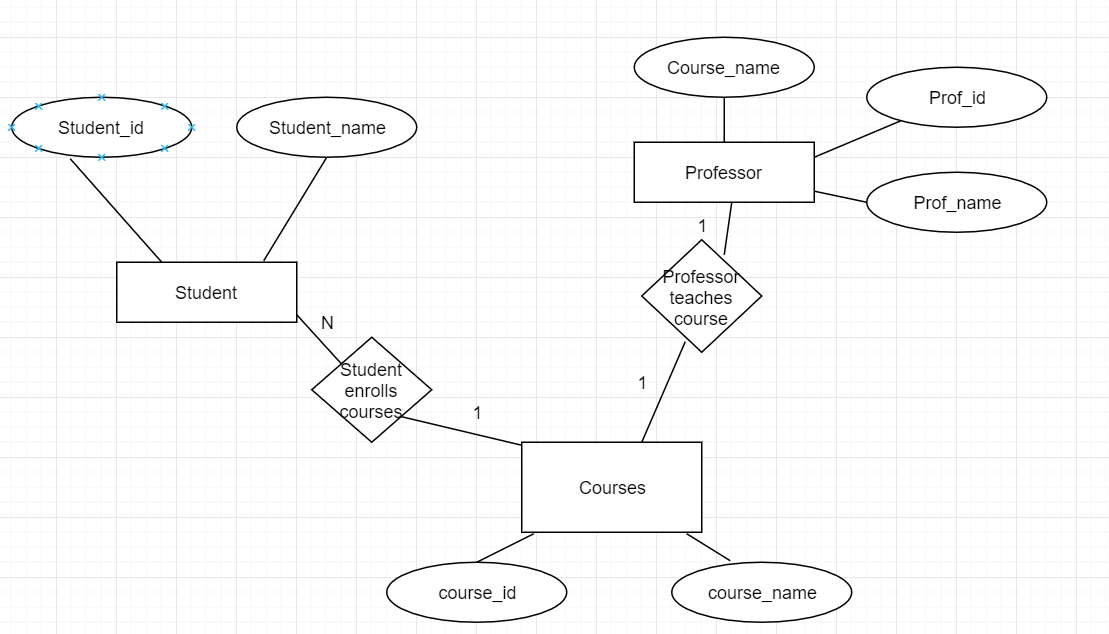 Course_name
Prof_id
Student_id
Student_name
Professor
Prof_name
1
Professor
teaches
course
Student
N
Student
enrolls
courses
1
1
Courses
course_id
course_name